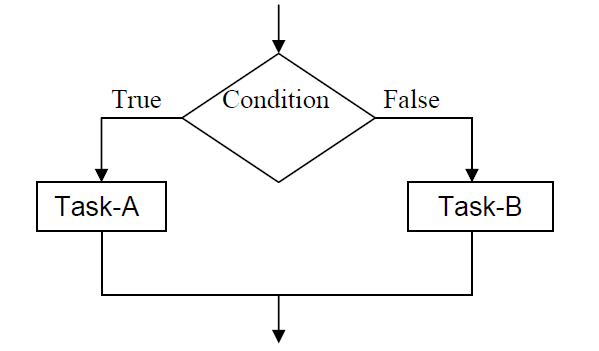 True
Condition
False
Task-A
Task-B